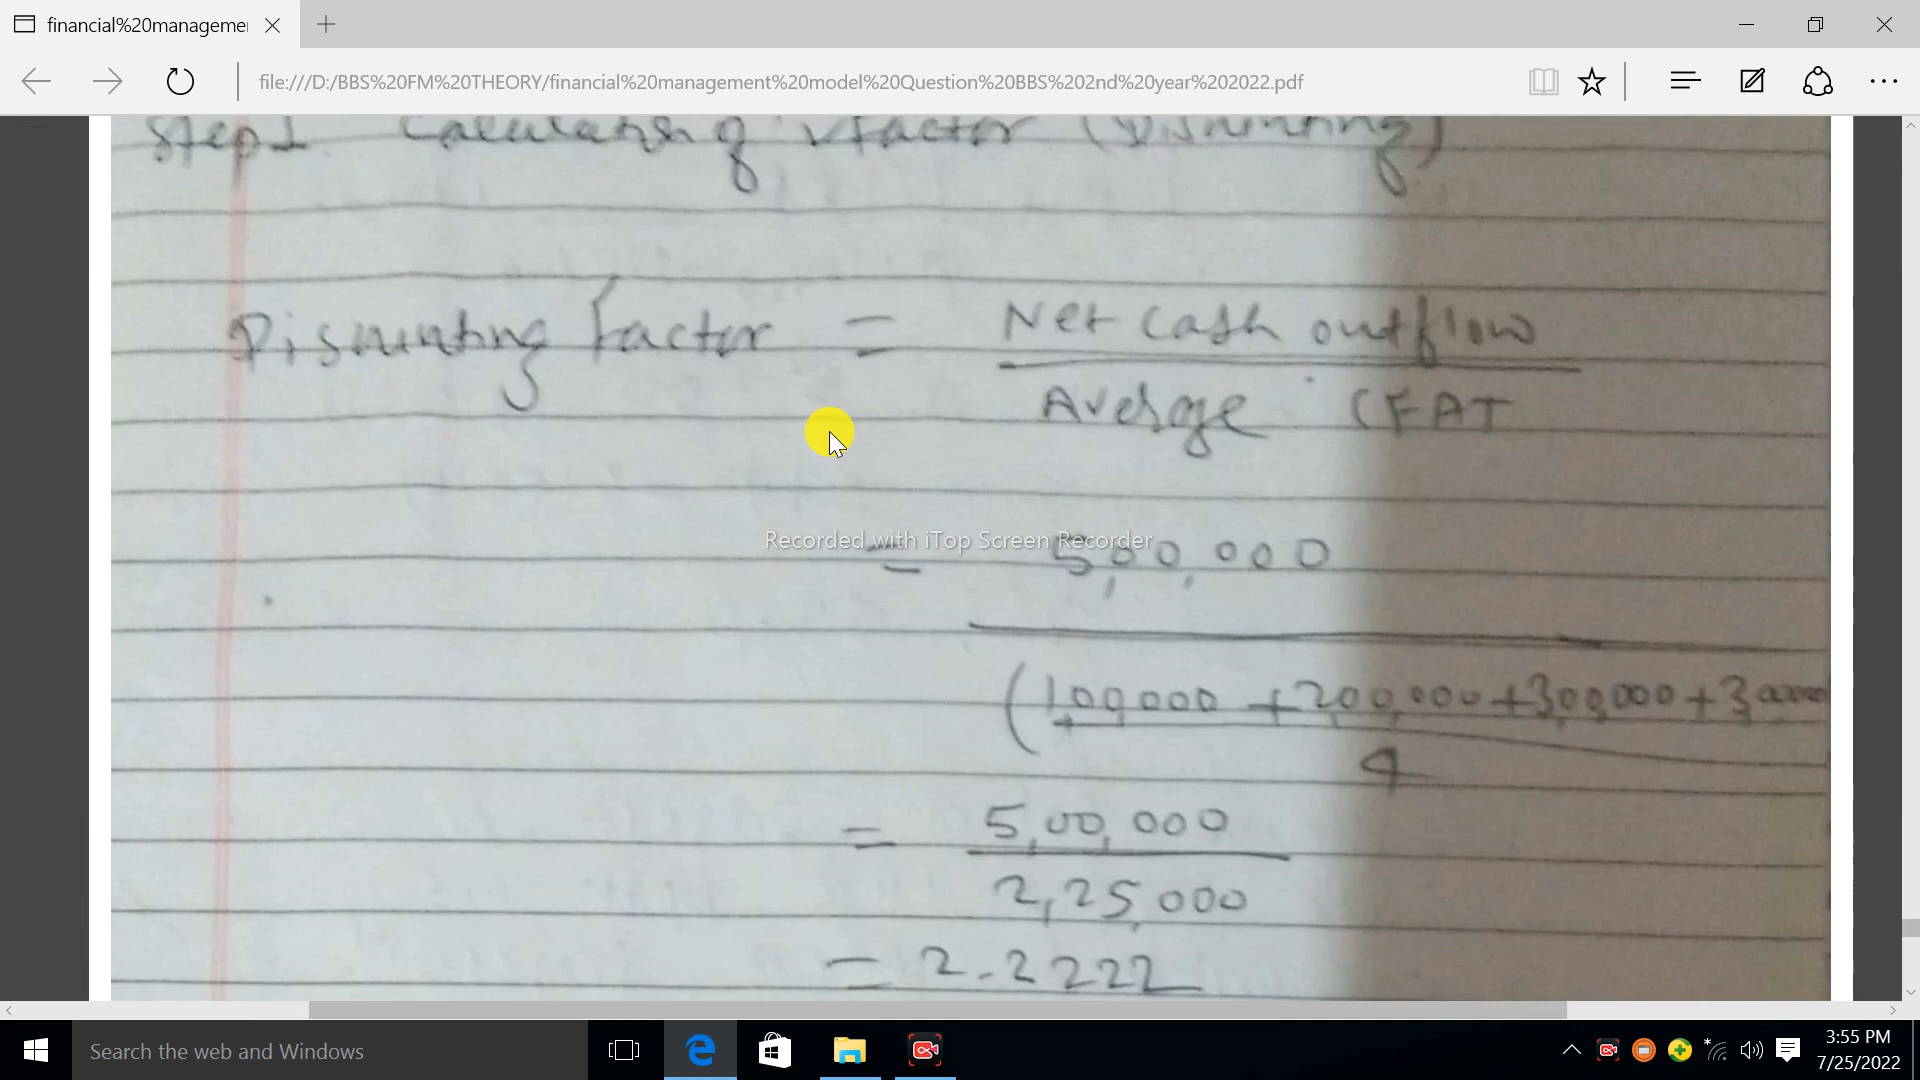 financial%20manageme
file:///D:/BBS%20FM%20THEORY/financial%20management%20model%20Question%20BBS%202nd%20year%202022.pdf
Step1 Calculation of factor (Discounting)
Discounting factor = Net cash outflow
Average CFAT
Recorded with iTop Screen Recorder
= 5,00,000
(1,00,000 + 2,00,000 + 3,00,000 + 3,00000
4
= 5,00,000
2,25,000
= 2.2222
Search the web and Windows
3:55 PM
7/25/2022